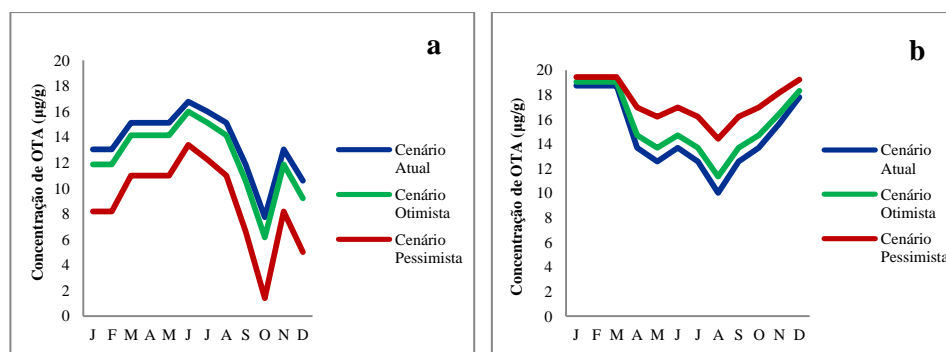 a
Concentração de OTA (µg/g)
20
18
16
14
12
10
8
6
4
2
0
J F M A M J J A S O N D
Cenário
Atual
Cenário
Otimista
Cenário
Pessimista
b
Concentração de OTA (µg/g)
20
18
16
14
12
10
8
6
4
2
0
J F M A M J J A S O N D
Cenário
Atual
Cenário
Otimista
Cenário
Pessimista